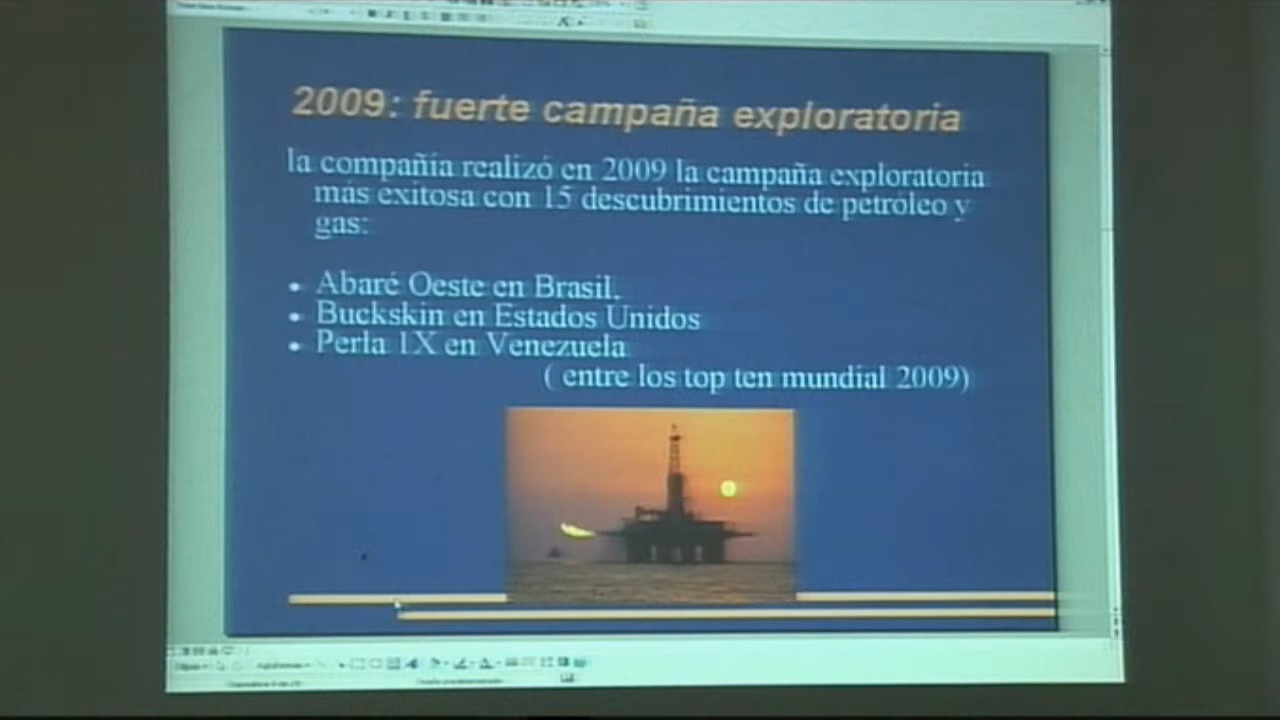 2009: fuerte campaña exploratoria
la compañía realizó en 2009 la campaña exploratoria
más exitosa con 15 descubrimientos de petróleo y
gas:
• Abaré Oeste en Brasil.
• Buckskin en Estados Unidos
• Perla 1X en Venezuela
( entre los top ten mundial 2009)